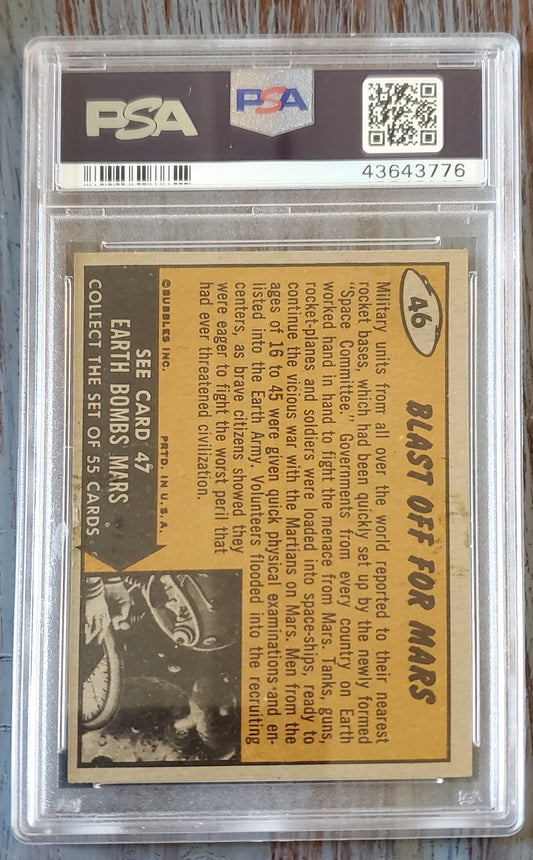 PSA
PSA
43643776
46
BLAST OFF FOR MARS
Military units from all over the world reported to their nearest
rocket bases, which had been quickly set up by the newly formed
"Space Committee." Governments from every country on Earth
worked hand in hand to fight the menace from Mars. Tanks, guns,
rocket-planes and soldiers were loaded into space-ships, ready to
continue the vicious war with the Martians on Mars. Men from the
ages of 16 to 45 were given quick physical examinations and en-
listed into the Earth Army. Volunteers flooded into the recruiting
centers, as brave citizens showed they
were eager to fight the worst peril that
had ever threatened civilization.
©BUBBLES INC. PRTD. IN U.S.A.
SEE CARD 47
EARTH BOMBS MARS
COLLECT THE SET OF 55 CARDS